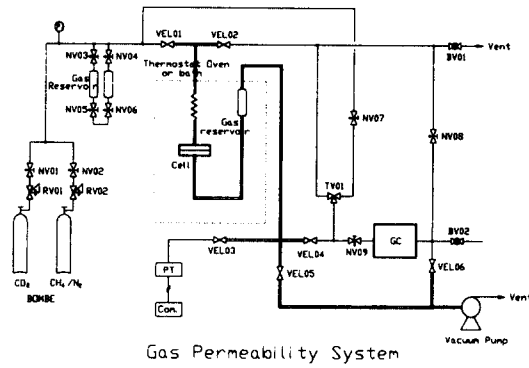 VEL01
VEL02
Vent
BV01
NV03
NV04
Thermostat Oven
or bath
Gas
Reservoir
Gas
reservoir
NV05
NV06
NV07
NV08
Cell
NV01
NV02
RV01
RV02
TV01
GC
BV02
VEL03
VEL04
NV09
VEL05
VEL06
PT
Com.
CO₂
CH₄/N₂
BOMBE
Vent
Vacuum Pump
Gas Permeability System